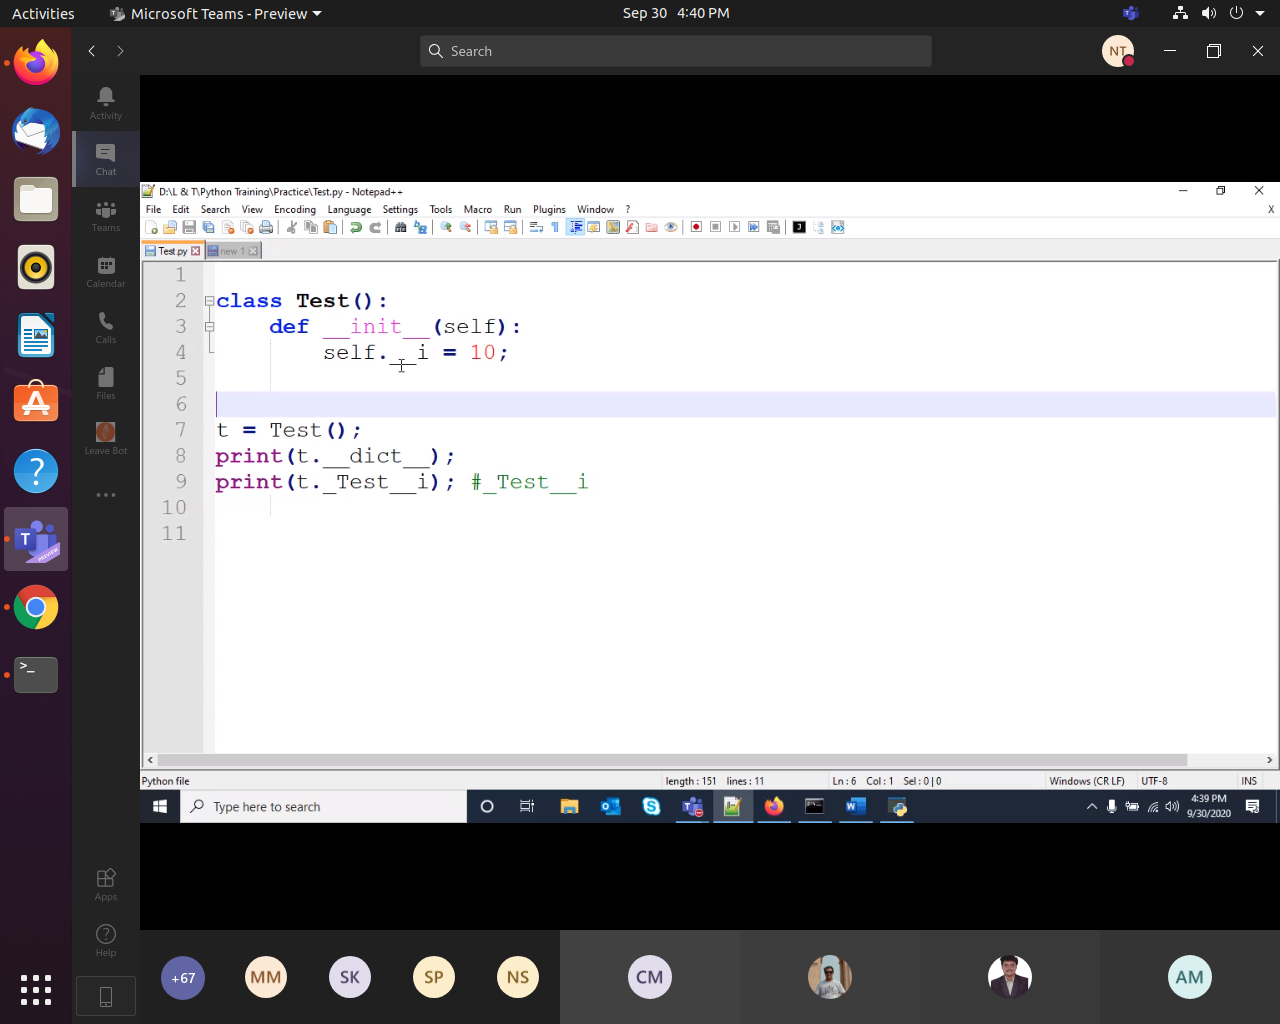 Activities Microsoft Teams - Preview Sep 30 4:40 PM
Search NT
Activity
Chat
Teams
Calendar
Calls
Files
Leave Bot
Apps
Help
D:\L & T\Python Training\Practice\Test.py - Notepad++
File Edit Search View Encoding Language Settings Tools Macro Run Plugins Window ? X
Test.py new 1
1
2 class Test():
3 def __init__(self):
4 self.__i = 10;
5
6
7 t = Test();
8 print(t.__dict__);
9 print(t._Test__i); #_Test__i
10
11
Python file length : 151 lines : 11 Ln : 6 Col : 1 Sel : 0 | 0 Windows (CR LF) UTF-8 INS
Type here to search 4:39 PM
9/30/2020
+67 MM SK SP NS CM AM